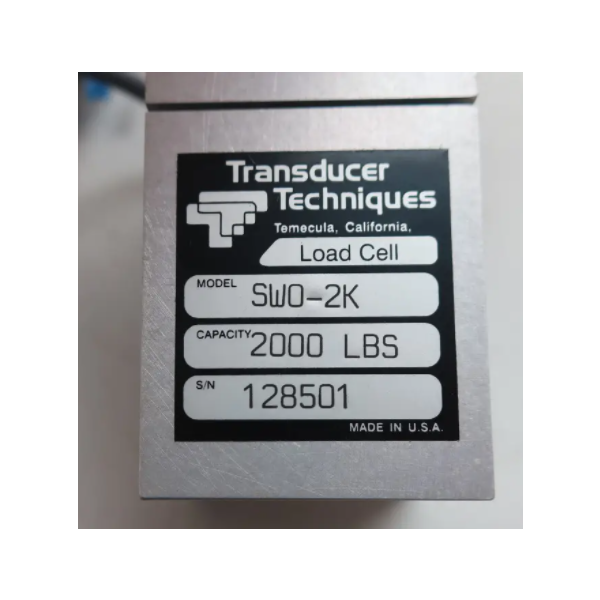 Transducer
Techniques
Temecula, California,
Load Cell
MODEL SWO-2K
CAPACITY 2000 LBS
S/N 128501
MADE IN U.S.A.